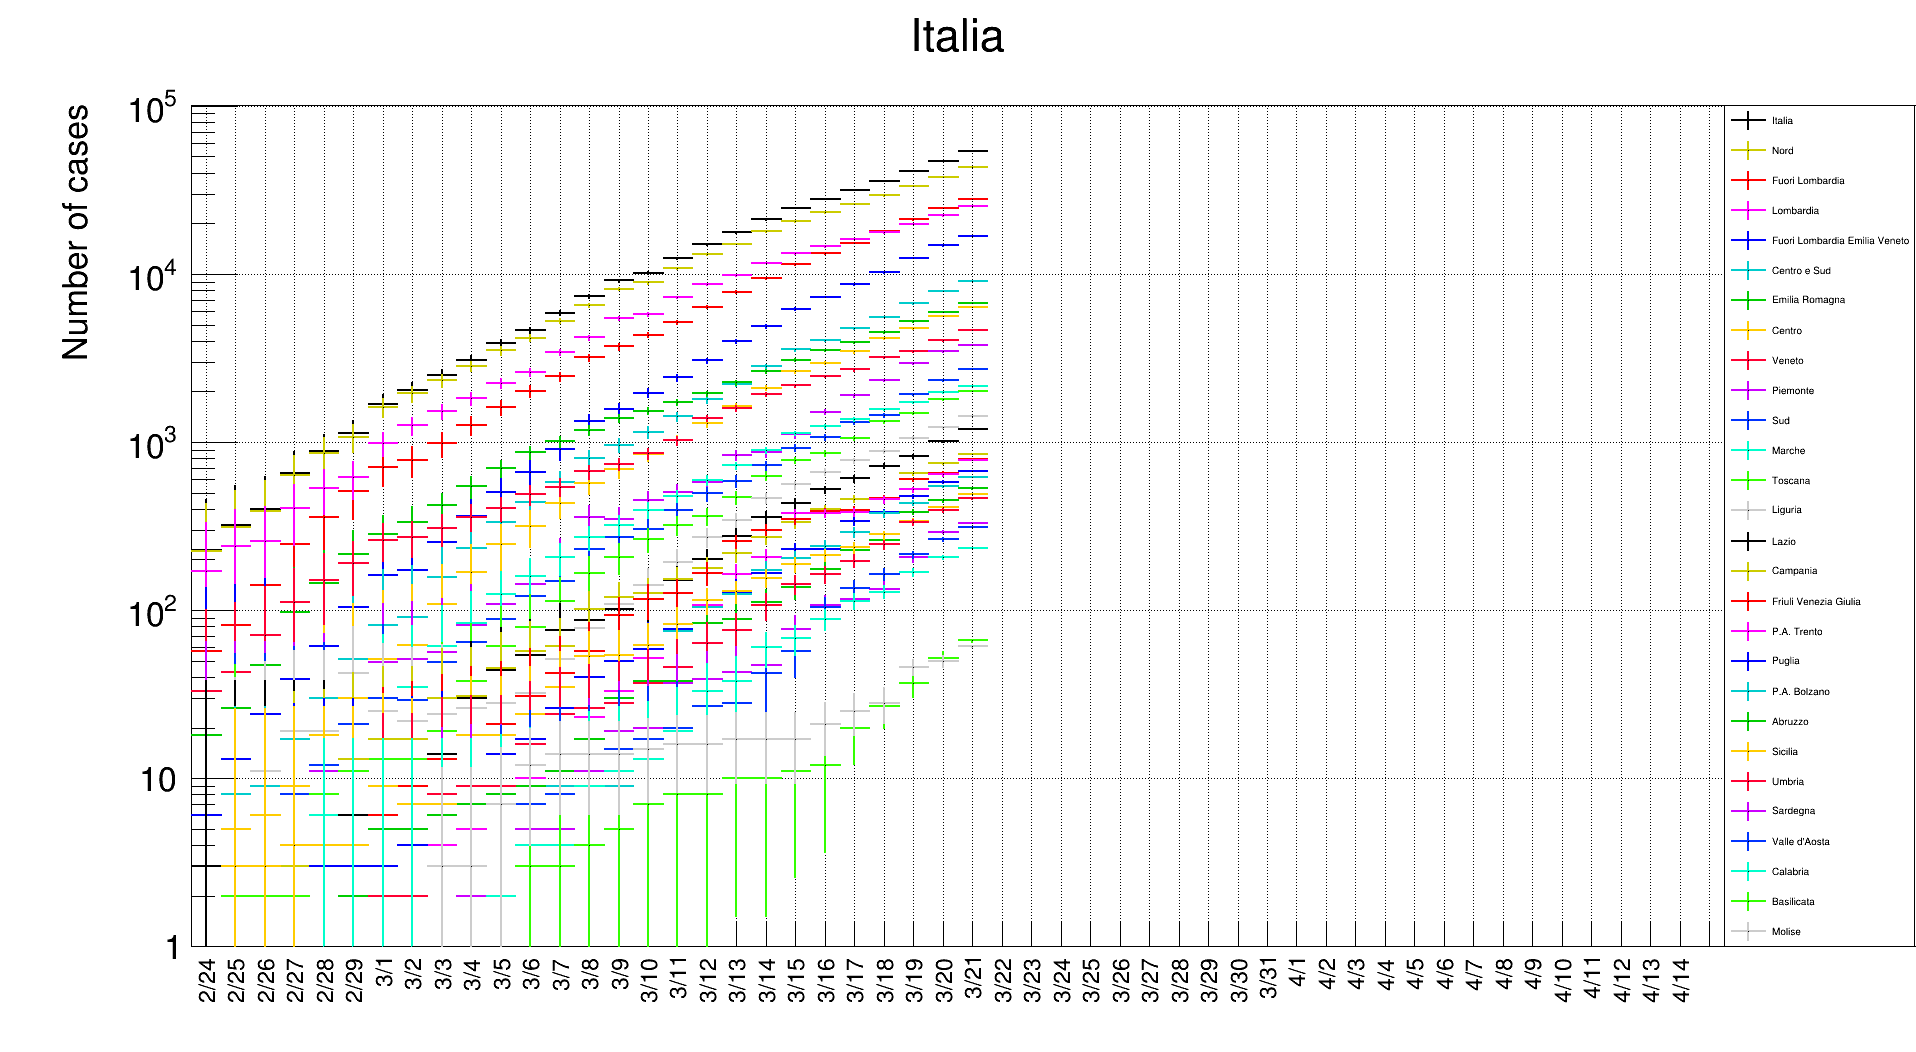 Italia
Number of cases
10^5
10^4
10^3
10^2
10
1
2/24 2/25 2/26 2/27 2/28 2/29 3/1 3/2 3/3 3/4 3/5 3/6 3/7 3/8 3/9 3/10 3/11 3/12 3/13 3/14 3/15 3/16 3/17 3/18 3/19 3/20 3/21 3/22 3/23 3/24 3/25 3/26 3/27 3/28 3/29 3/30 3/31 4/1 4/2 4/3 4/4 4/5 4/6 4/7 4/8 4/9 4/10 4/11 4/12 4/13 4/14
Italia
Nord
Fuori Lombardia
Lombardia
Fuori Lombardia Emilia Veneto
Centro e Sud
Emilia Romagna
Centro
Veneto
Piemonte
Sud
Marche
Toscana
Liguria
Lazio
Campania
Friuli Venezia Giulia
P.A. Trento
Puglia
P.A. Bolzano
Abruzzo
Sicilia
Umbria
Sardegna
Valle d'Aosta
Calabria
Basilicata
Molise